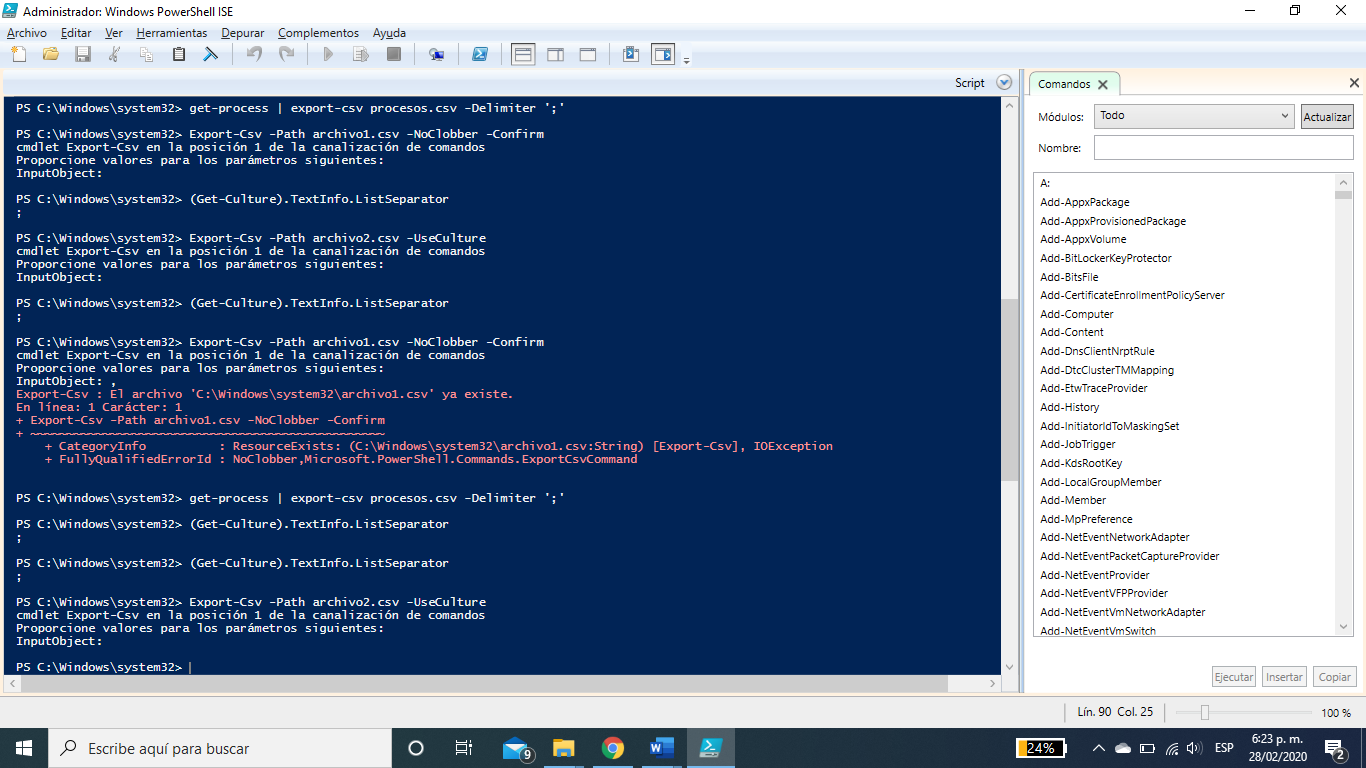 Administrador: Windows PowerShell ISE
Archivo Editar Ver Herramientas Depurar Complementos Ayuda
Script
PS C:\Windows\system32> get-process | export-csv procesos.csv -Delimiter ';'
PS C:\Windows\system32> Export-Csv -Path archivo1.csv -NoClobber -Confirm
cmdlet Export-Csv en la posición 1 de la canalización de comandos
Proporcione valores para los parámetros siguientes:
InputObject:
PS C:\Windows\system32> (Get-Culture).TextInfo.ListSeparator
;
PS C:\Windows\system32> Export-Csv -Path archivo2.csv -UseCulture
cmdlet Export-Csv en la posición 1 de la canalización de comandos
Proporcione valores para los parámetros siguientes:
InputObject:
PS C:\Windows\system32> (Get-Culture).TextInfo.ListSeparator
;
PS C:\Windows\system32> Export-Csv -Path archivo1.csv -NoClobber -Confirm
cmdlet Export-Csv en la posición 1 de la canalización de comandos
Proporcione valores para los parámetros siguientes:
InputObject: ,
Export-Csv : El archivo 'C:\Windows\system32\archivo1.csv' ya existe.
En línea: 1 Carácter: 1
+ Export-Csv -Path archivo1.csv -NoClobber -Confirm
+ ~~~~~~~~~~~~~~~~~~~~~~~~~~~~~~~~~~~~~~~~~~~~~~~~~
+ CategoryInfo : ResourceExists: (C:\Windows\system32\archivo1.csv:String) [Export-Csv], IOException
+ FullyQualifiedErrorId : NoClobber,Microsoft.PowerShell.Commands.ExportCsvCommand
PS C:\Windows\system32> get-process | export-csv procesos.csv -Delimiter ';'
PS C:\Windows\system32> (Get-Culture).TextInfo.ListSeparator
;
PS C:\Windows\system32> (Get-Culture).TextInfo.ListSeparator
;
PS C:\Windows\system32> Export-Csv -Path archivo2.csv -UseCulture
cmdlet Export-Csv en la posición 1 de la canalización de comandos
Proporcione valores para los parámetros siguientes:
InputObject:
PS C:\Windows\system32>
Comandos
Módulos: Todo Actualizar
Nombre:
A:
Add-AppxPackage
Add-AppxProvisionedPackage
Add-AppxVolume
Add-BitLockerKeyProtector
Add-BitsFile
Add-CertificateEnrollmentPolicyServer
Add-Computer
Add-Content
Add-DnsClientNrptRule
Add-DtcClusterTMMapping
Add-EtwTraceProvider
Add-History
Add-InitiatorIdToMaskingSet
Add-JobTrigger
Add-KdsRootKey
Add-LocalGroupMember
Add-Member
Add-MpPreference
Add-NetEventNetworkAdapter
Add-NetEventPacketCaptureProvider
Add-NetEventProvider
Add-NetEventVFPProvider
Add-NetEventVmNetworkAdapter
Add-NetEventVmSwitch
Ejecutar Insertar Copiar
Lín. 90 Col. 25 100 %
Escribe aquí para buscar
9
24%
ESP
6:23 p. m.
28/02/2020
2